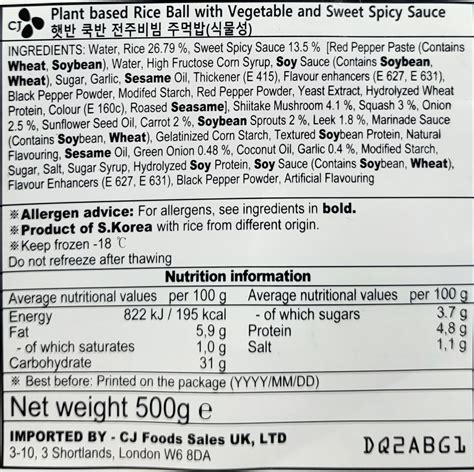 CJ Plant based Rice Ball with Vegetable and Sweet Spicy Sauce
햇반 쿡반 전주비빔 주먹밥(식물성)
INGREDIENTS: Water, Rice 26.79 %, Sweet Spicy Sauce 13.5 % [Red Pepper Paste (Contains
Wheat, Soybean), Water, High Fructose Corn Syrup, Soy Sauce (Contains Soybean,
Wheat), Sugar, Garlic, Sesame Oil, Thickener (E 415), Flavour enhancers (E 627, E 631),
Black Pepper Powder, Modifed Starch, Red Pepper Powder, Yeast Extract, Hydrolyzed Wheat
Protein, Colour (E 160c), Roased Seasame], Shiitake Mushroom 4.1 %, Squash 3 %, Onion
2.5 %, Sunflower Seed Oil, Carrot 2 %, Soybean Sprouts 2 %, Leek 1.8 %, Marinade Sauce
(Contains Soybean, Wheat), Gelatinized Corn Starch, Textured Soybean Protein, Natural
Flavouring, Sesame Oil, Green Onion 0.48 %, Coconut Oil, Garlic 0.4 %, Modified Starch,
Sugar, Salt, Sugar Syrup, Hydrolyzed Soy Protein, Soy Sauce (Contains Soybean, Wheat),
Flavour Enhancers (E 627, E 631), Black Pepper Powder, Artificial Flavouring
※Allergen advice: For allergens, see ingredients in bold.
※Product of S.Korea with rice from different origin.
※Keep frozen -18 ℃
Do not refreeze after thawing
Nutrition information
Average nutritional values per 100 g
Energy 822 kJ / 195 kcal
Fat 5,9 g
- of which saturates 1,0 g
Carbohydrate 31 g
Average nutritional values per 100 g
- of which sugars 3.7 g
Protein 4,8 g
Salt 1,1 g
※ Best before: Printed on the package (YYYY/MM/DD)
Net weight 500g e
IMPORTED BY - CJ Foods Sales UK, LTD
3-10, 3 Shortlands, London W6 8DA
DQ2ABG1